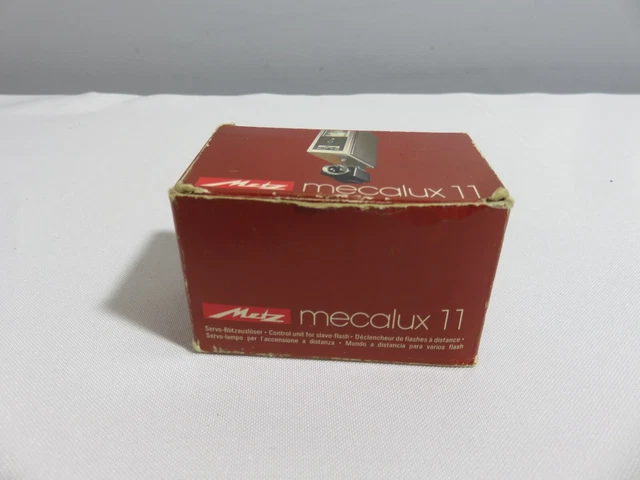 Metz mecalux 11
Metz mecalux 11
Servo-Blitzauslöser • Control unit for slave-flash • Déclencheur de flashes à distance •
Servo-lampo per l'accensione a distanza • Mando á distancia para varios flash